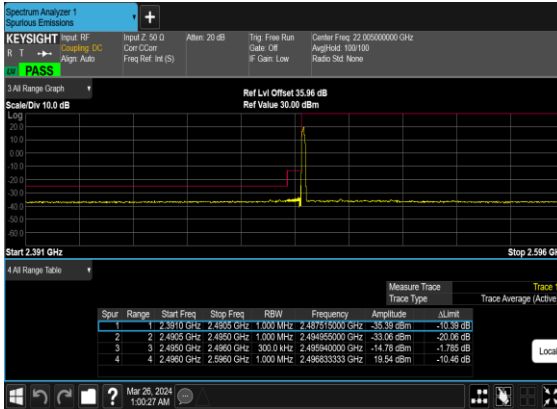 Spectrum Analyzer 1
Spurious Emissions
+
KEYSIGHT Input: RF Input Z: 50 Ω Atten: 20 dB Trig: Free Run Center Freq: 22.005000000 GHz
R T Coupling: DC Corr CCorr Gate: Off Avg|Hold: 100/100
Align: Auto Freq Ref: Int (S) IF Gain: Low Radio Std: None
PASS
3 All Range Graph
Ref Lvl Offset 35.96 dB
Scale/Div 10.0 dB Ref Value 30.00 dBm
Log
20.0
10.0
0.00
-10.0
-20.0
-30.0
-40.0
-50.0
-60.0
Start 2.391 GHz Stop 2.596 GH
4 All Range Table
Measure Trace Trace 1
Trace Type Trace Average (Active
Spur Range Start Freq Stop Freq RBW Frequency Amplitude ΔLimit
1 1 2.3910 GHz 2.4905 GHz 1.000 MHz 2.487515000 GHz -35.39 dBm -10.39 dB
2 2 2.4905 GHz 2.4950 GHz 1.000 MHz 2.494955000 GHz -33.06 dBm -20.06 dB
3 3 2.4950 GHz 2.4960 GHz 300.0 kHz 2.495940000 GHz -14.78 dBm -1.785 dB
4 4 2.4960 GHz 2.5960 GHz 1.000 MHz 2.496833333 GHz 19.54 dBm -10.46 dB
Local
?
Mar 26, 2024
1:00:27 AM